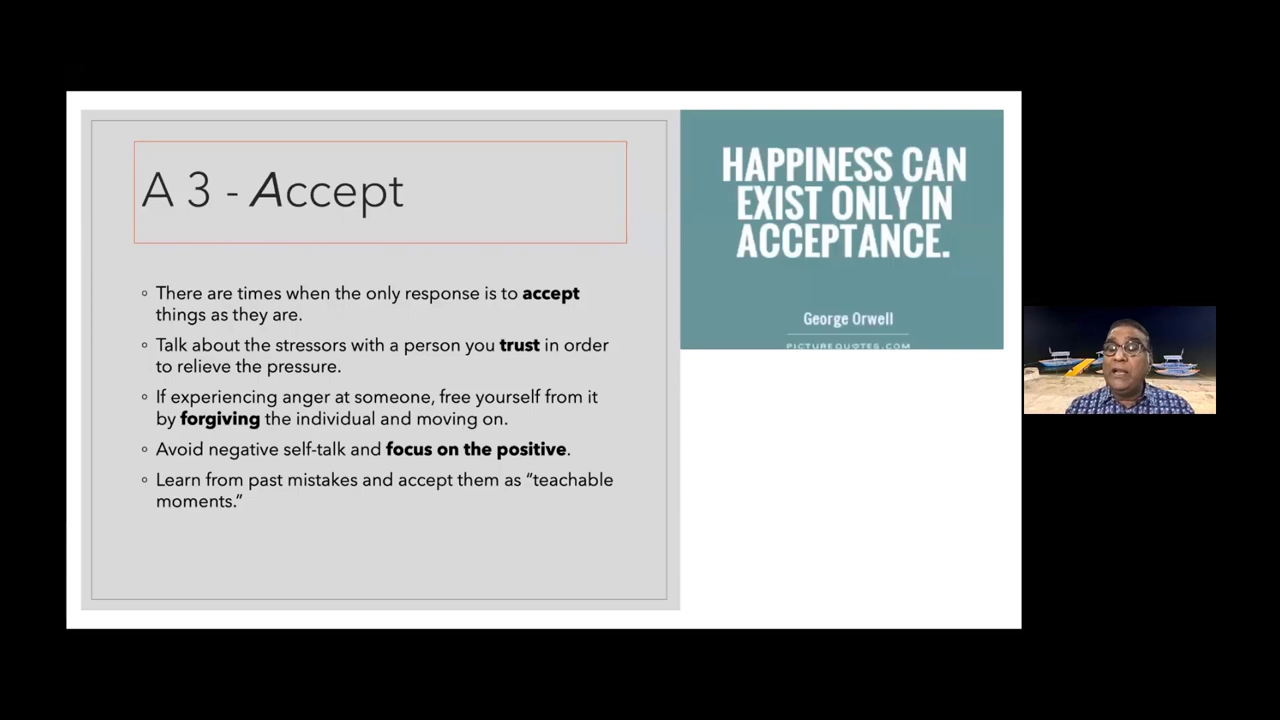 A 3 - Accept
◦ There are times when the only response is to accept
things as they are.
◦ Talk about the stressors with a person you trust in order
to relieve the pressure.
◦ If experiencing anger at someone, free yourself from it
by forgiving the individual and moving on.
◦ Avoid negative self-talk and focus on the positive.
◦ Learn from past mistakes and accept them as “teachable
moments.”
HAPPINESS CAN
EXIST ONLY IN
ACCEPTANCE.
George Orwell
PICTUREQUOTES.COM